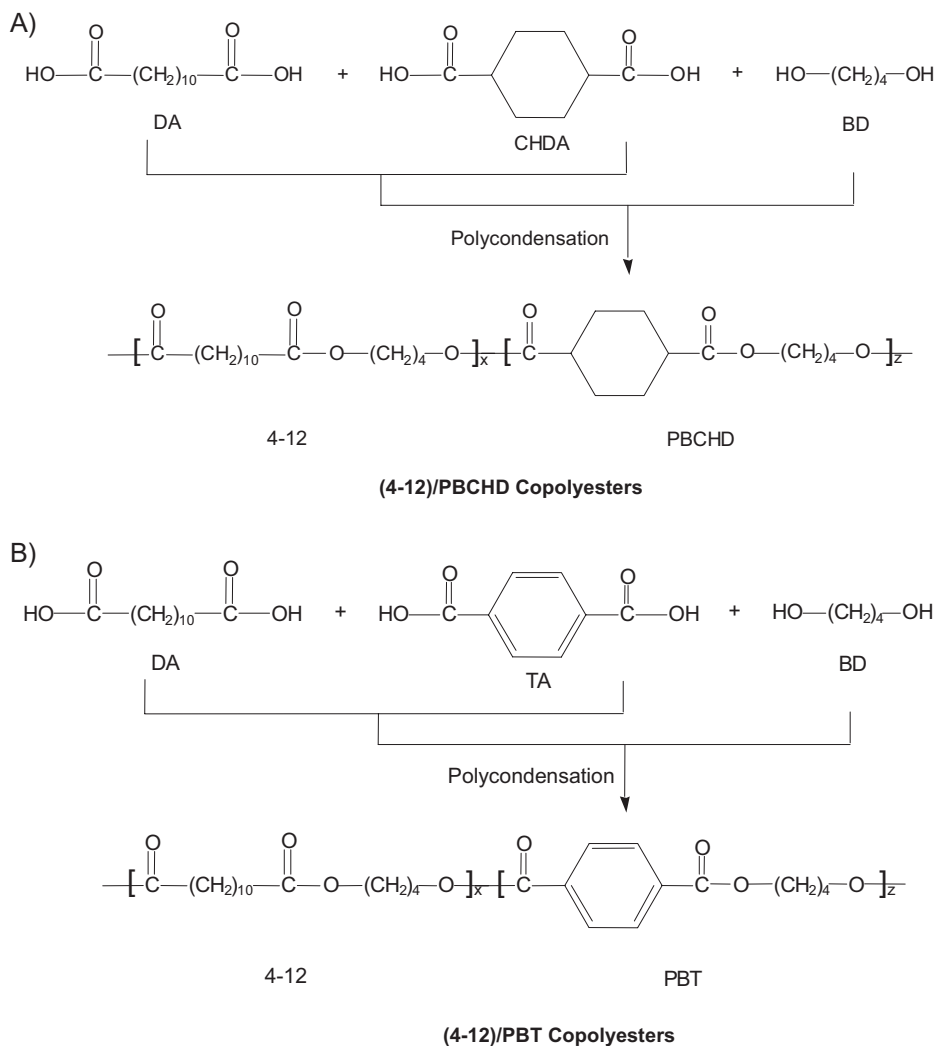 A)
O O O O
HO—C—(CH2)10—C—OH + HO—C C—OH + HO—(CH2)4—OH
DA CHDA BD
Polycondensation
O O O O
[C—(CH2)10—C—O—(CH2)4—O]x[C C—O—(CH2)4—O]z
4-12 PBCHD
(4-12)/PBCHD Copolyesters
B)
O O O O
HO—C—(CH2)10—C—OH + HO—C C—OH + HO—(CH2)4—OH
DA TA BD
Polycondensation
O O O O
[C—(CH2)10—C—O—(CH2)4—O]x[C C—O—(CH2)4—O]z
4-12 PBT
(4-12)/PBT Copolyesters